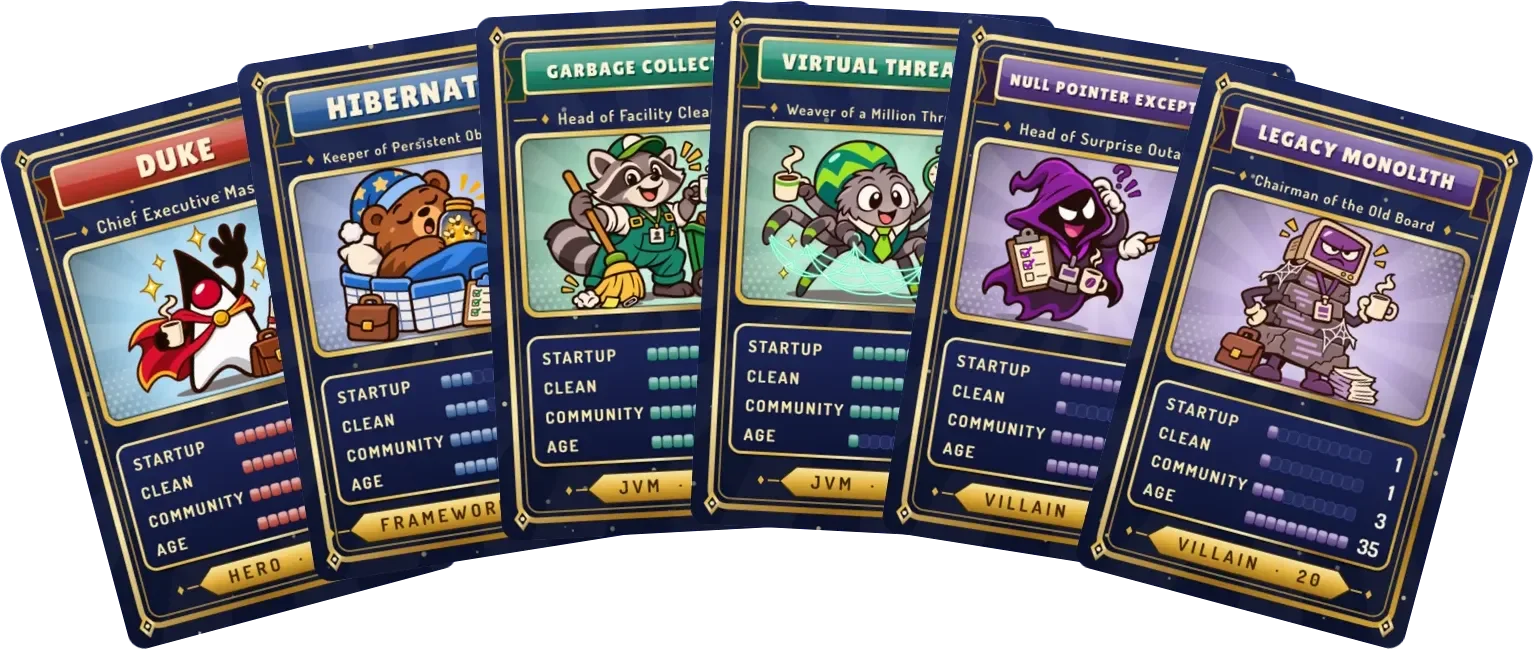 DUKE
Chief Executive Mas
STARTUP
CLEAN
COMMUNITY
AGE
HERO ·
HIBERNAT
Keeper of Persistent Ob
STARTUP
CLEAN
COMMUNITY
AGE
FRAMEWOR
GARBAGE COLLECT
Head of Facility Clea
STARTUP
CLEAN
COMMUNITY
AGE
JVM ·
VIRTUAL THREA
Weaver of a Million Thr
STARTUP
CLEAN
COMMUNITY
AGE
JVM ·
NULL POINTER EXCEPT
Head of Surprise Outa
STARTUP
CLEAN
COMMUNITY
AGE
VILLAIN
LEGACY MONOLITH
Chairman of the Old Board
STARTUP 1
CLEAN 1
COMMUNITY 3
AGE 35
VILLAIN · 20